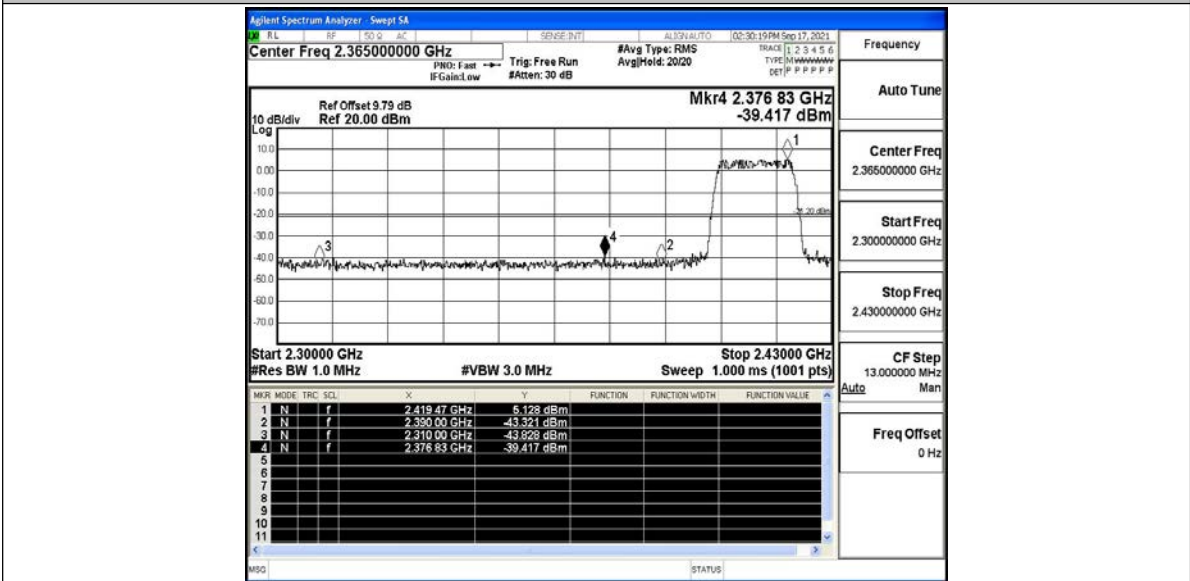 Agilent Spectrum Analyzer - Swept SA
RL RF 50 Ω AC SENSE:INT ALIGN AUTO 02:30:19 PM Sep 17, 2021
Center Freq 2.365000000 GHz
PNO: Fast
IFGain:Low
Trig: Free Run
#Atten: 30 dB
#Avg Type: RMS
Avg|Hold: 20/20
TRACE 1 2 3 4 5 6
TYPE MWWWWW
DET P P P P P P
Ref Offset 9.79 dB
10 dB/div Ref 20.00 dBm
Log
Mkr4 2.376 83 GHz
-39.417 dBm
10.0
0.00
-10.0
-20.0
-30.0
-40.0
-50.0
-60.0
-70.0
1
2
3
4
Start 2.30000 GHz Stop 2.43000 GHz
#Res BW 1.0 MHz #VBW 3.0 MHz Sweep 1.000 ms (1001 pts)
MKR MODE TRC SCL X Y FUNCTION FUNCTION WIDTH FUNCTION VALUE
1 N f 2.419 47 GHz 5.128 dBm
2 N f 2.390 00 GHz -43.321 dBm
3 N f 2.310 00 GHz -43.828 dBm
4 N f 2.376 83 GHz -39.417 dBm
5
6
7
8
9
10
11
MSG STATUS
Frequency
Auto Tune
Center Freq
2.365000000 GHz
Start Freq
2.300000000 GHz
Stop Freq
2.430000000 GHz
CF Step
13.000000 MHz
Auto Man
Freq Offset
0 Hz